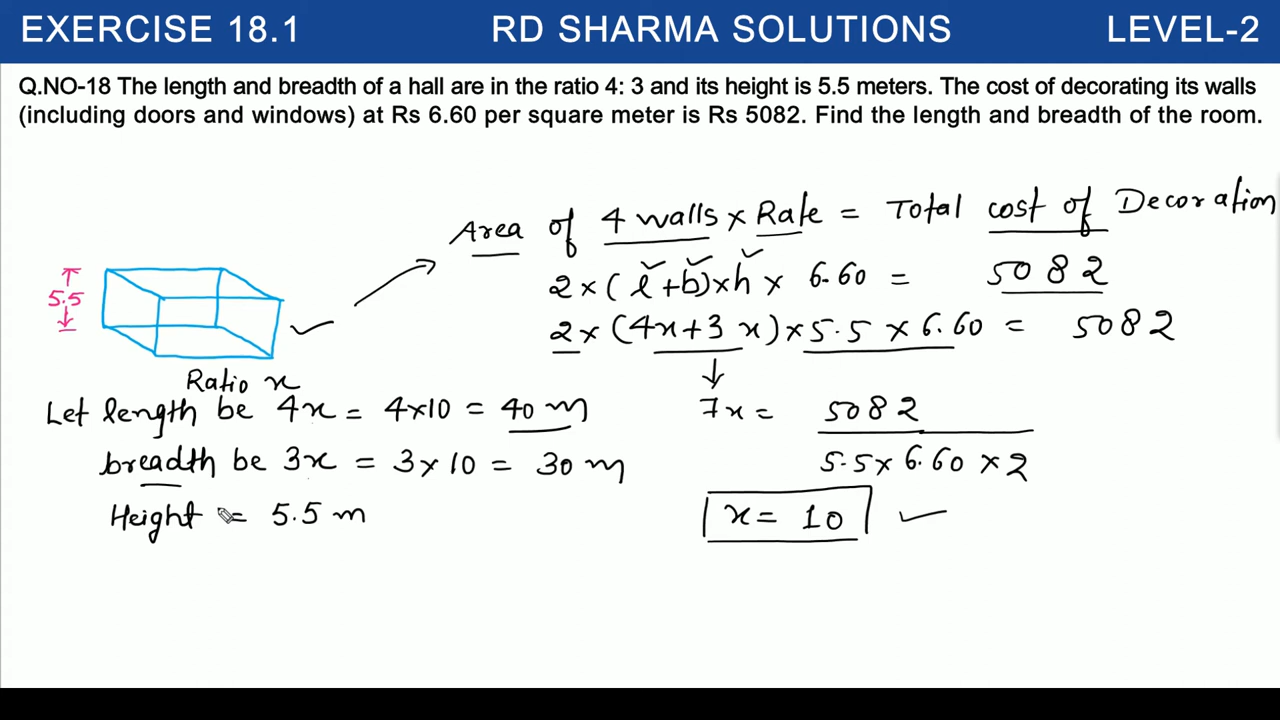 EXERCISE 18.1 RD SHARMA SOLUTIONS LEVEL-2
Q.NO-18 The length and breadth of a hall are in the ratio 4: 3 and its height is 5.5 meters. The cost of decorating its walls
(including doors and windows) at Rs 6.60 per square meter is Rs 5082. Find the length and breadth of the room.
Area of 4 walls × Rate = Total cost of Decoration
2 × (l + b) × h × 6.60 = 5082
5.5
2 × (4x + 3x) × 5.5 × 6.60 = 5082
Ratio x
Let length be 4x = 4×10 = 40 m
breadth be 3x = 3×10 = 30 m
Height = 5.5 m
7x = 5082
5.5 × 6.60 × 2
x = 10